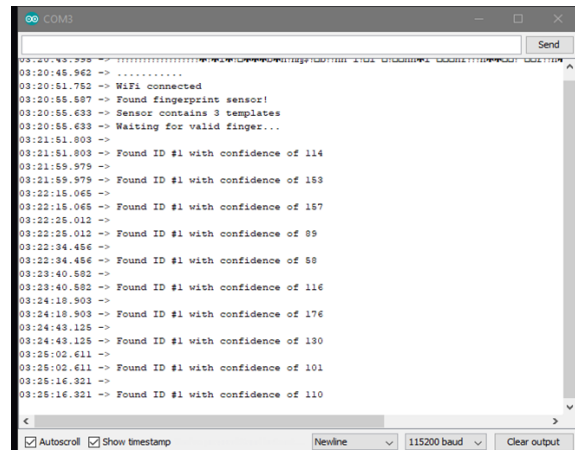 COM3
Send
03:20:43.998 ->
03:20:45.962 -> ...........
03:20:51.752 -> WiFi connected
03:20:55.587 -> Found fingerprint sensor!
03:20:55.633 -> Sensor contains 3 templates
03:20:55.633 -> Waiting for valid finger...
03:21:51.803 ->
03:21:51.803 -> Found ID #1 with confidence of 114
03:21:59.979 ->
03:21:59.979 -> Found ID #1 with confidence of 153
03:22:15.065 ->
03:22:15.065 -> Found ID #1 with confidence of 157
03:22:25.012 ->
03:22:25.012 -> Found ID #1 with confidence of 89
03:22:34.456 ->
03:22:34.456 -> Found ID #1 with confidence of 58
03:23:40.582 ->
03:23:40.582 -> Found ID #1 with confidence of 116
03:24:18.903 ->
03:24:18.903 -> Found ID #1 with confidence of 176
03:24:43.125 ->
03:24:43.125 -> Found ID #1 with confidence of 130
03:25:02.611 ->
03:25:02.611 -> Found ID #1 with confidence of 101
03:25:16.321 ->
03:25:16.321 -> Found ID #1 with confidence of 110
Autoscroll Show timestamp Newline 115200 baud Clear output